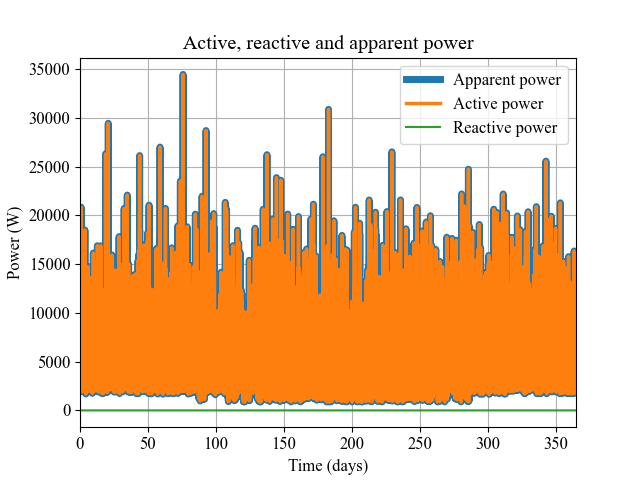 Active, reactive and apparent power
Apparent power
Active power
Reactive power
Power (W)
35000
30000
25000
20000
15000
10000
5000
0
0 50 100 150 200 250 300 350
Time (days)